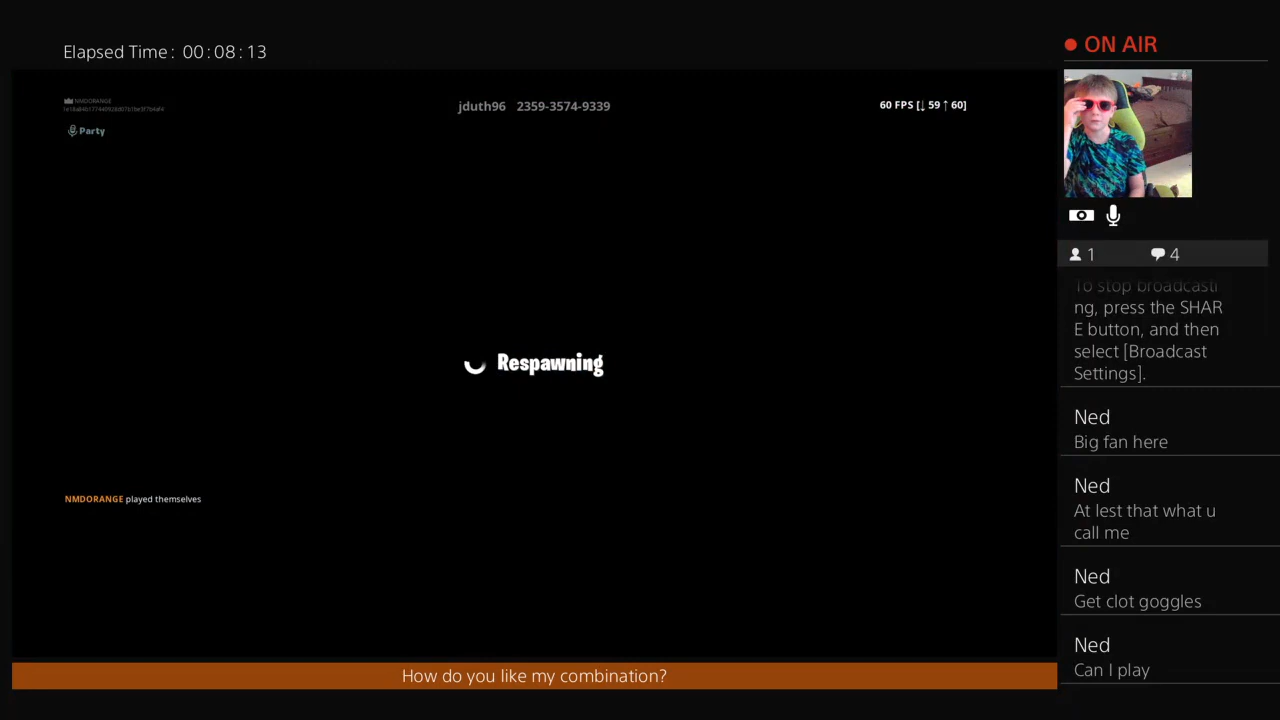 Elapsed Time: 00:08:13
ON AIR
NMDORANGE
jduth96 2359-3574-9339
60 FPS [↓ 59 ↑ 60]
Party
1 4
To stop broadcasti
ng, press the SHAR
E button, and then
select [Broadcast
Settings].
Respawning
Ned
Big fan here
Ned
At lest that what u
call me
NMDORANGE played themselves
Ned
Get clot goggles
Ned
Can I play
How do you like my combination?